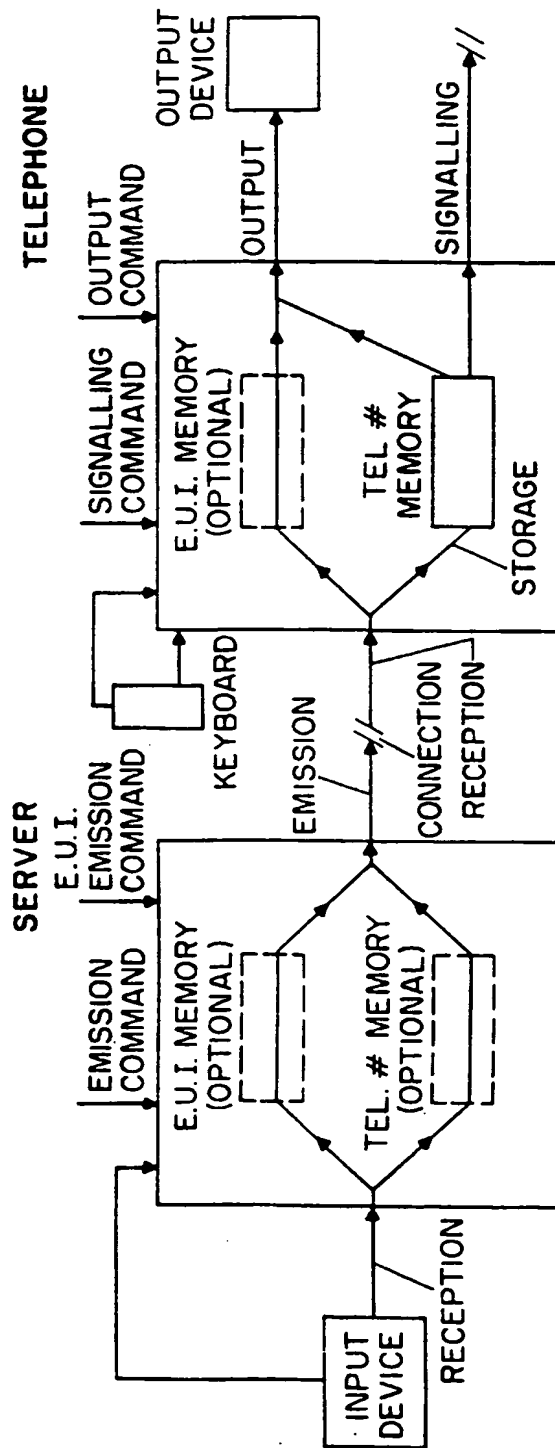 SERVER
TELEPHONE
EMISSION
COMMAND
E.U.I.
EMISSION
COMMAND
SIGNALLING
COMMAND
OUTPUT
COMMAND
INPUT
DEVICE
RECEPTION
E.U.I. MEMORY
(OPTIONAL)
TEL. # MEMORY
(OPTIONAL)
EMISSION
CONNECTION
RECEPTION
KEYBOARD
E.U.I. MEMORY
(OPTIONAL)
TEL #
MEMORY
STORAGE
OUTPUT
OUTPUT
DEVICE
SIGNALLING